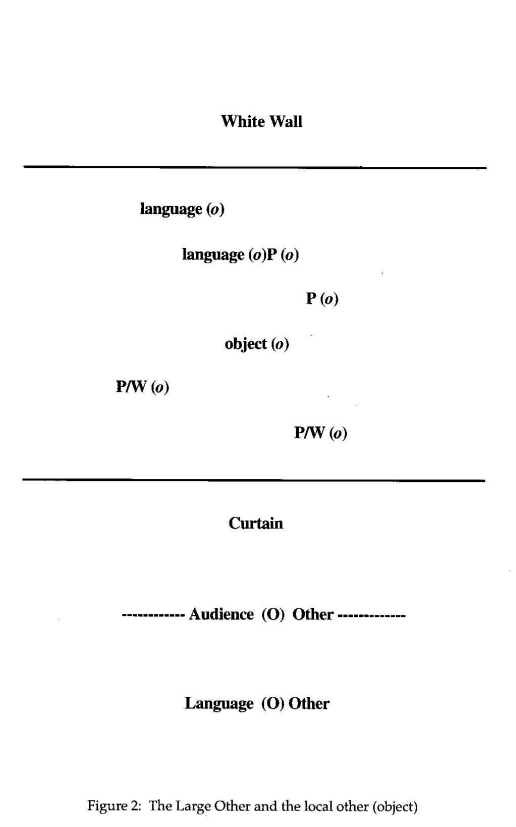 White Wall
language (o)
language (o)P (o)
P (o)
object (o)
P/W (o)
P/W (o)
Curtain
------------ Audience (O) Other -------------
Language (O) Other
Figure 2: The Large Other and the local other (object)